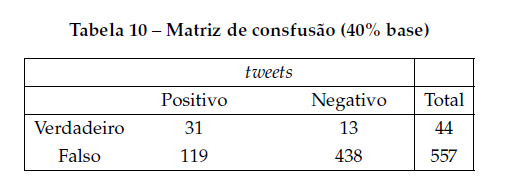 Tabela 10 – Matriz de consfusão (40% base)
tweets
Positivo Negativo Total
Verdadeiro 31 13 44
Falso 119 438 557